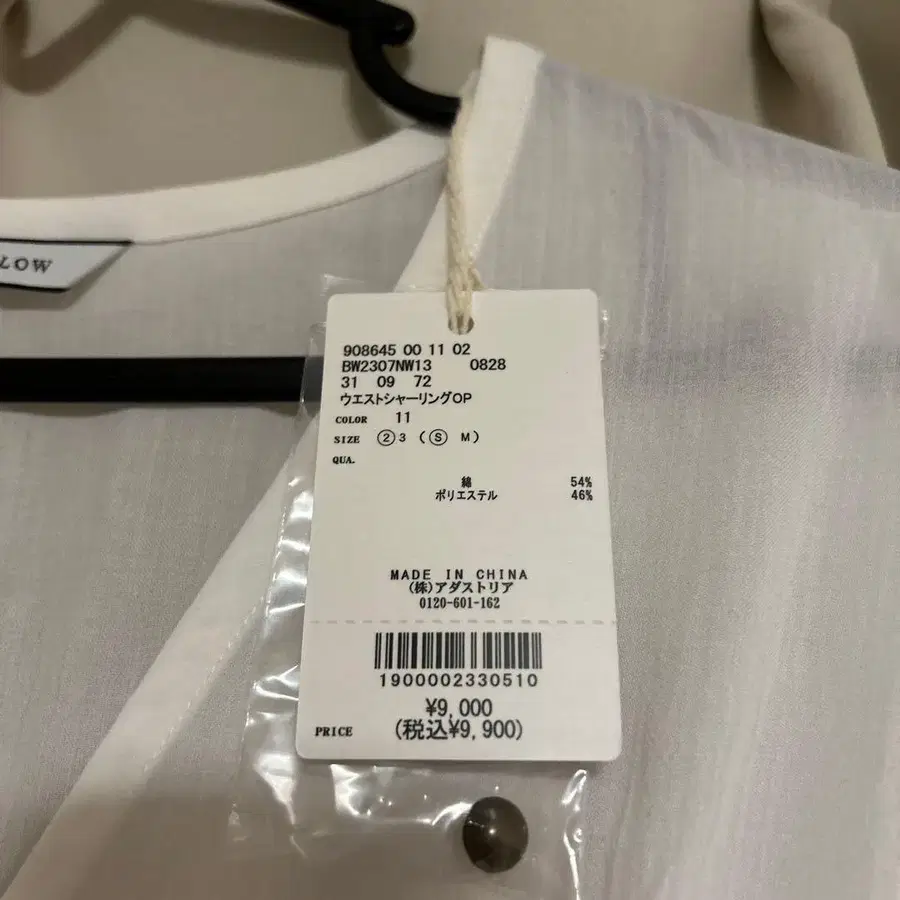 LOW
908645 00 11 02
BW2307NW13 0828
31 09 72
ウエストシャーリングOP
COLOR 11
SIZE ②3 (Ⓢ M)
QUA.
綿 54%
ポリエステル 46%
MADE IN CHINA
(株)アダストリア
0120-601-162
1900002330510
¥9,000
PRICE (税込¥9,900)